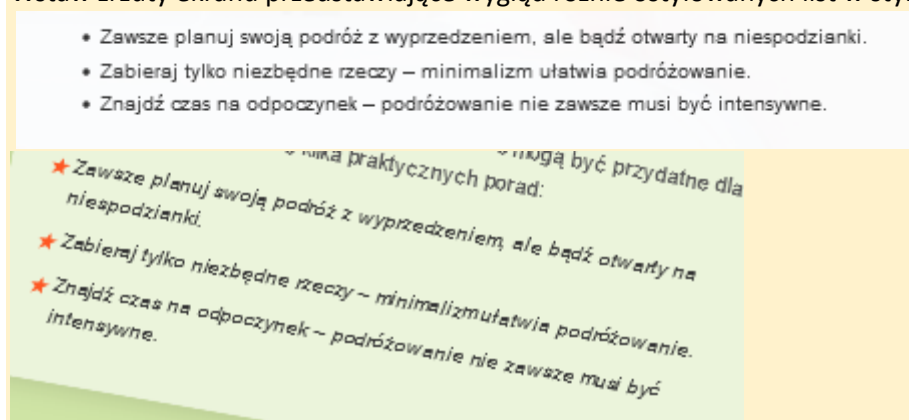 • Zawsze planuj swoją podróż z wyprzedzeniem, ale bądź otwarty na niespodzianki.
• Zabieraj tylko niezbędne rzeczy – minimalizm ułatwia podróżowanie.
• Znajdź czas na odpoczynek – podróżowanie nie zawsze musi być intensywne.
kilka praktycznych porad:
mogą być przydatne dla
★ Zawsze planuj swoją podróż z wyprzedzeniem, ale bądź otwarty na
niespodzianki.
★ Zabieraj tylko niezbędne rzeczy – minimalizm ułatwia podróżowanie.
★ Znajdź czas na odpoczynek – podróżowanie nie zawsze musi być
intensywne.